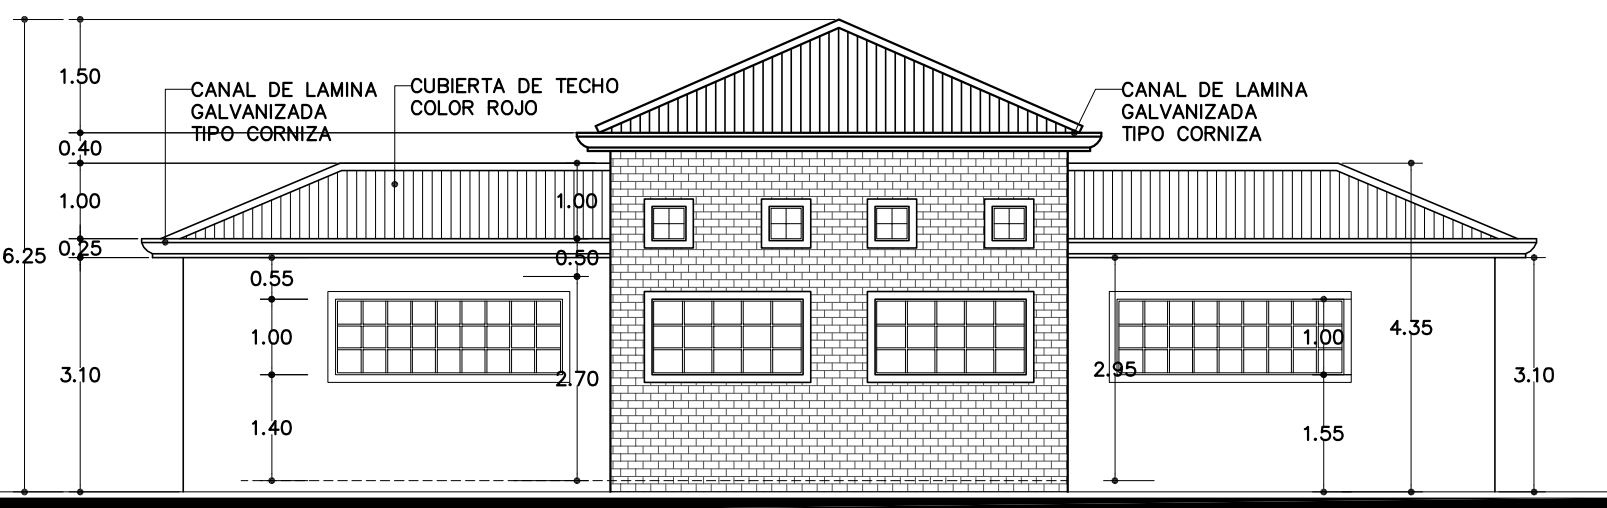 1.50
CANAL DE LAMINA
GALVANIZADA
TIPO CORNIZA
CUBIERTA DE TECHO
COLOR ROJO
CANAL DE LAMINA
GALVANIZADA
TIPO CORNIZA
0.40
1.00
1.00
0.25
6.25
0.50
0.55
1.00
1.00
4.35
3.10
2.70
2.95
3.10
1.40
1.55